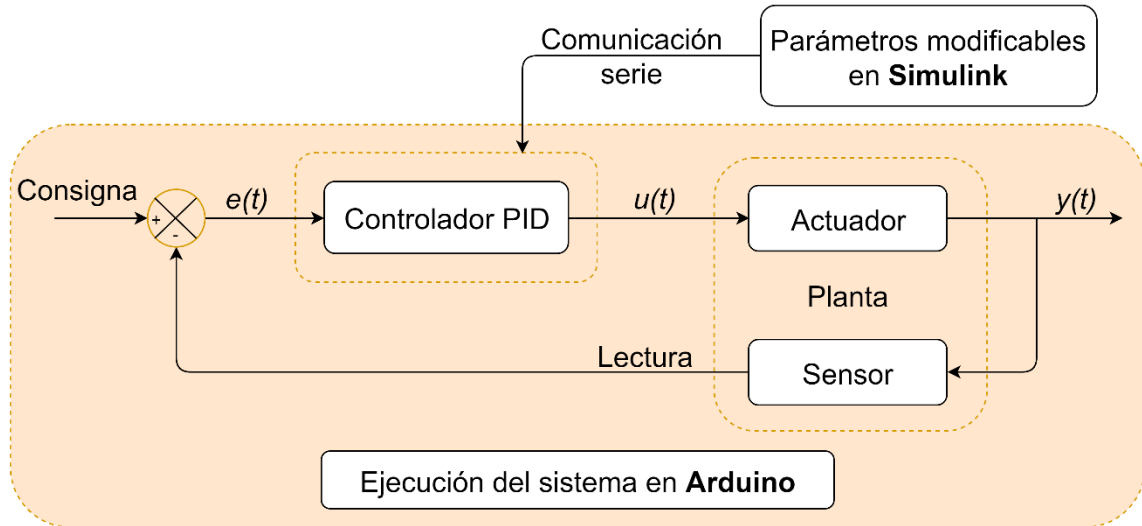 Comunicación
serie
Parámetros modificables
en Simulink
Consigna
+
-
e(t)
Controlador PID
u(t)
Actuador
y(t)
Planta
Lectura
Sensor
Ejecución del sistema en Arduino